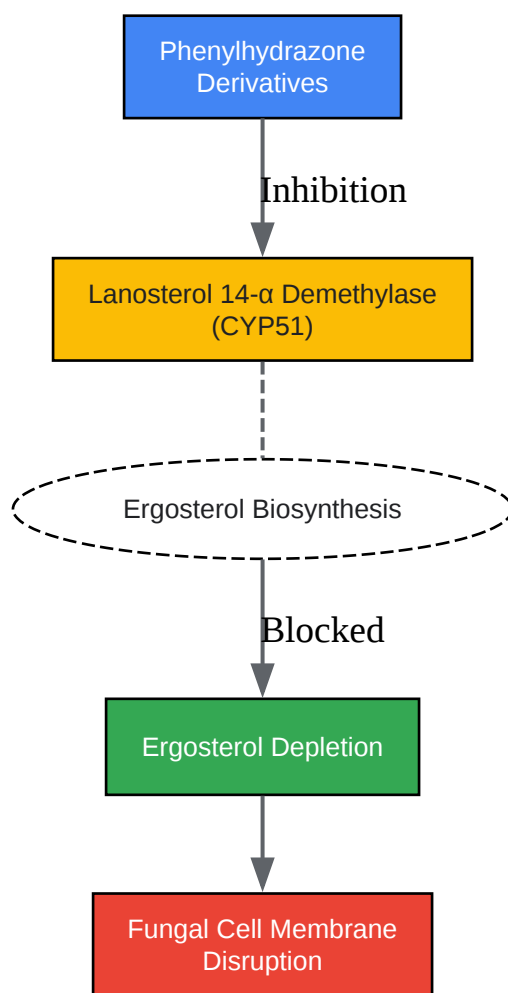 Phenylhydrazone
Derivatives
Inhibition
Lanosterol 14-α Demethylase
(CYP51)
Ergosterol Biosynthesis
Blocked
Ergosterol Depletion
Fungal Cell Membrane
Disruption